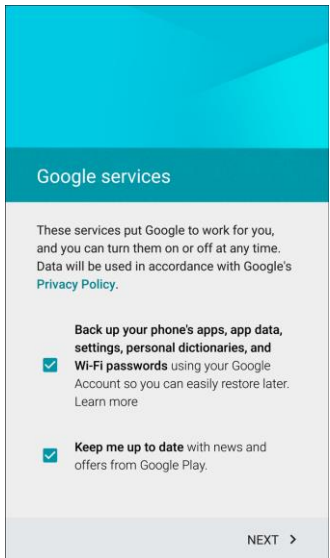 Google services
These services put Google to work for you,
and you can turn them on or off at any time.
Data will be used in accordance with Google's
Privacy Policy.
Back up your phone's apps, app data,
settings, personal dictionaries, and
Wi-Fi passwords using your Google
Account so you can easily restore later.
Learn more
Keep me up to date with news and
offers from Google Play.
NEXT >